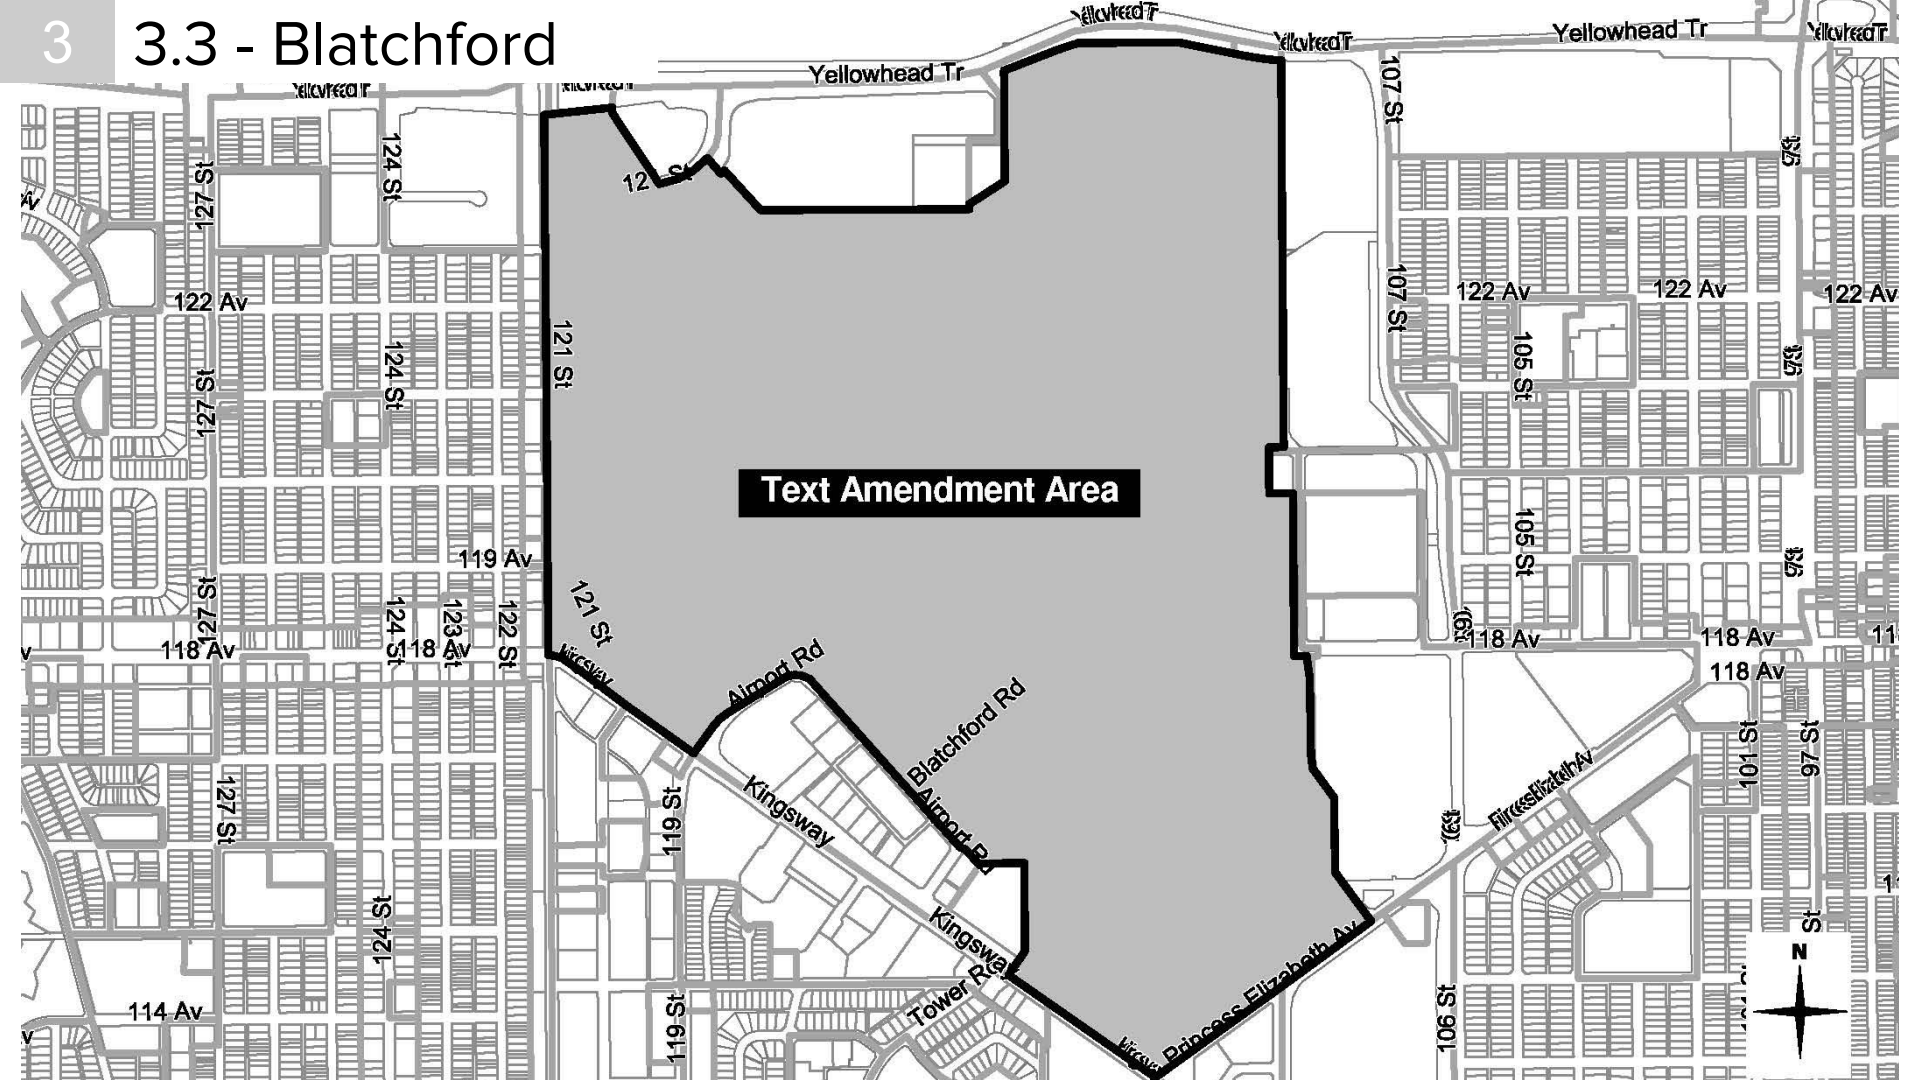 3
3.3 - Blatchford
Yellowhead Tr
Yellowhead Tr
107 St
124 St
127 St
12
St
122 Av
107 St
122 Av
122 Av
122 Av
121 St
124 St
127 St
105 St
Text Amendment Area
105 St
119 Av
121 St
127 St
124 St
122 St
118 Av
118 Av
118 Av
118 Av
118 Av
11
Airport Rd
Blatchford Rd
Airport Rd
101 St
97 St
127 St
119 St
Kingsway
124 St
Kingsway
Tower Rd
Princess Elizabeth Av
St
N
114 Av
119 St
106 St